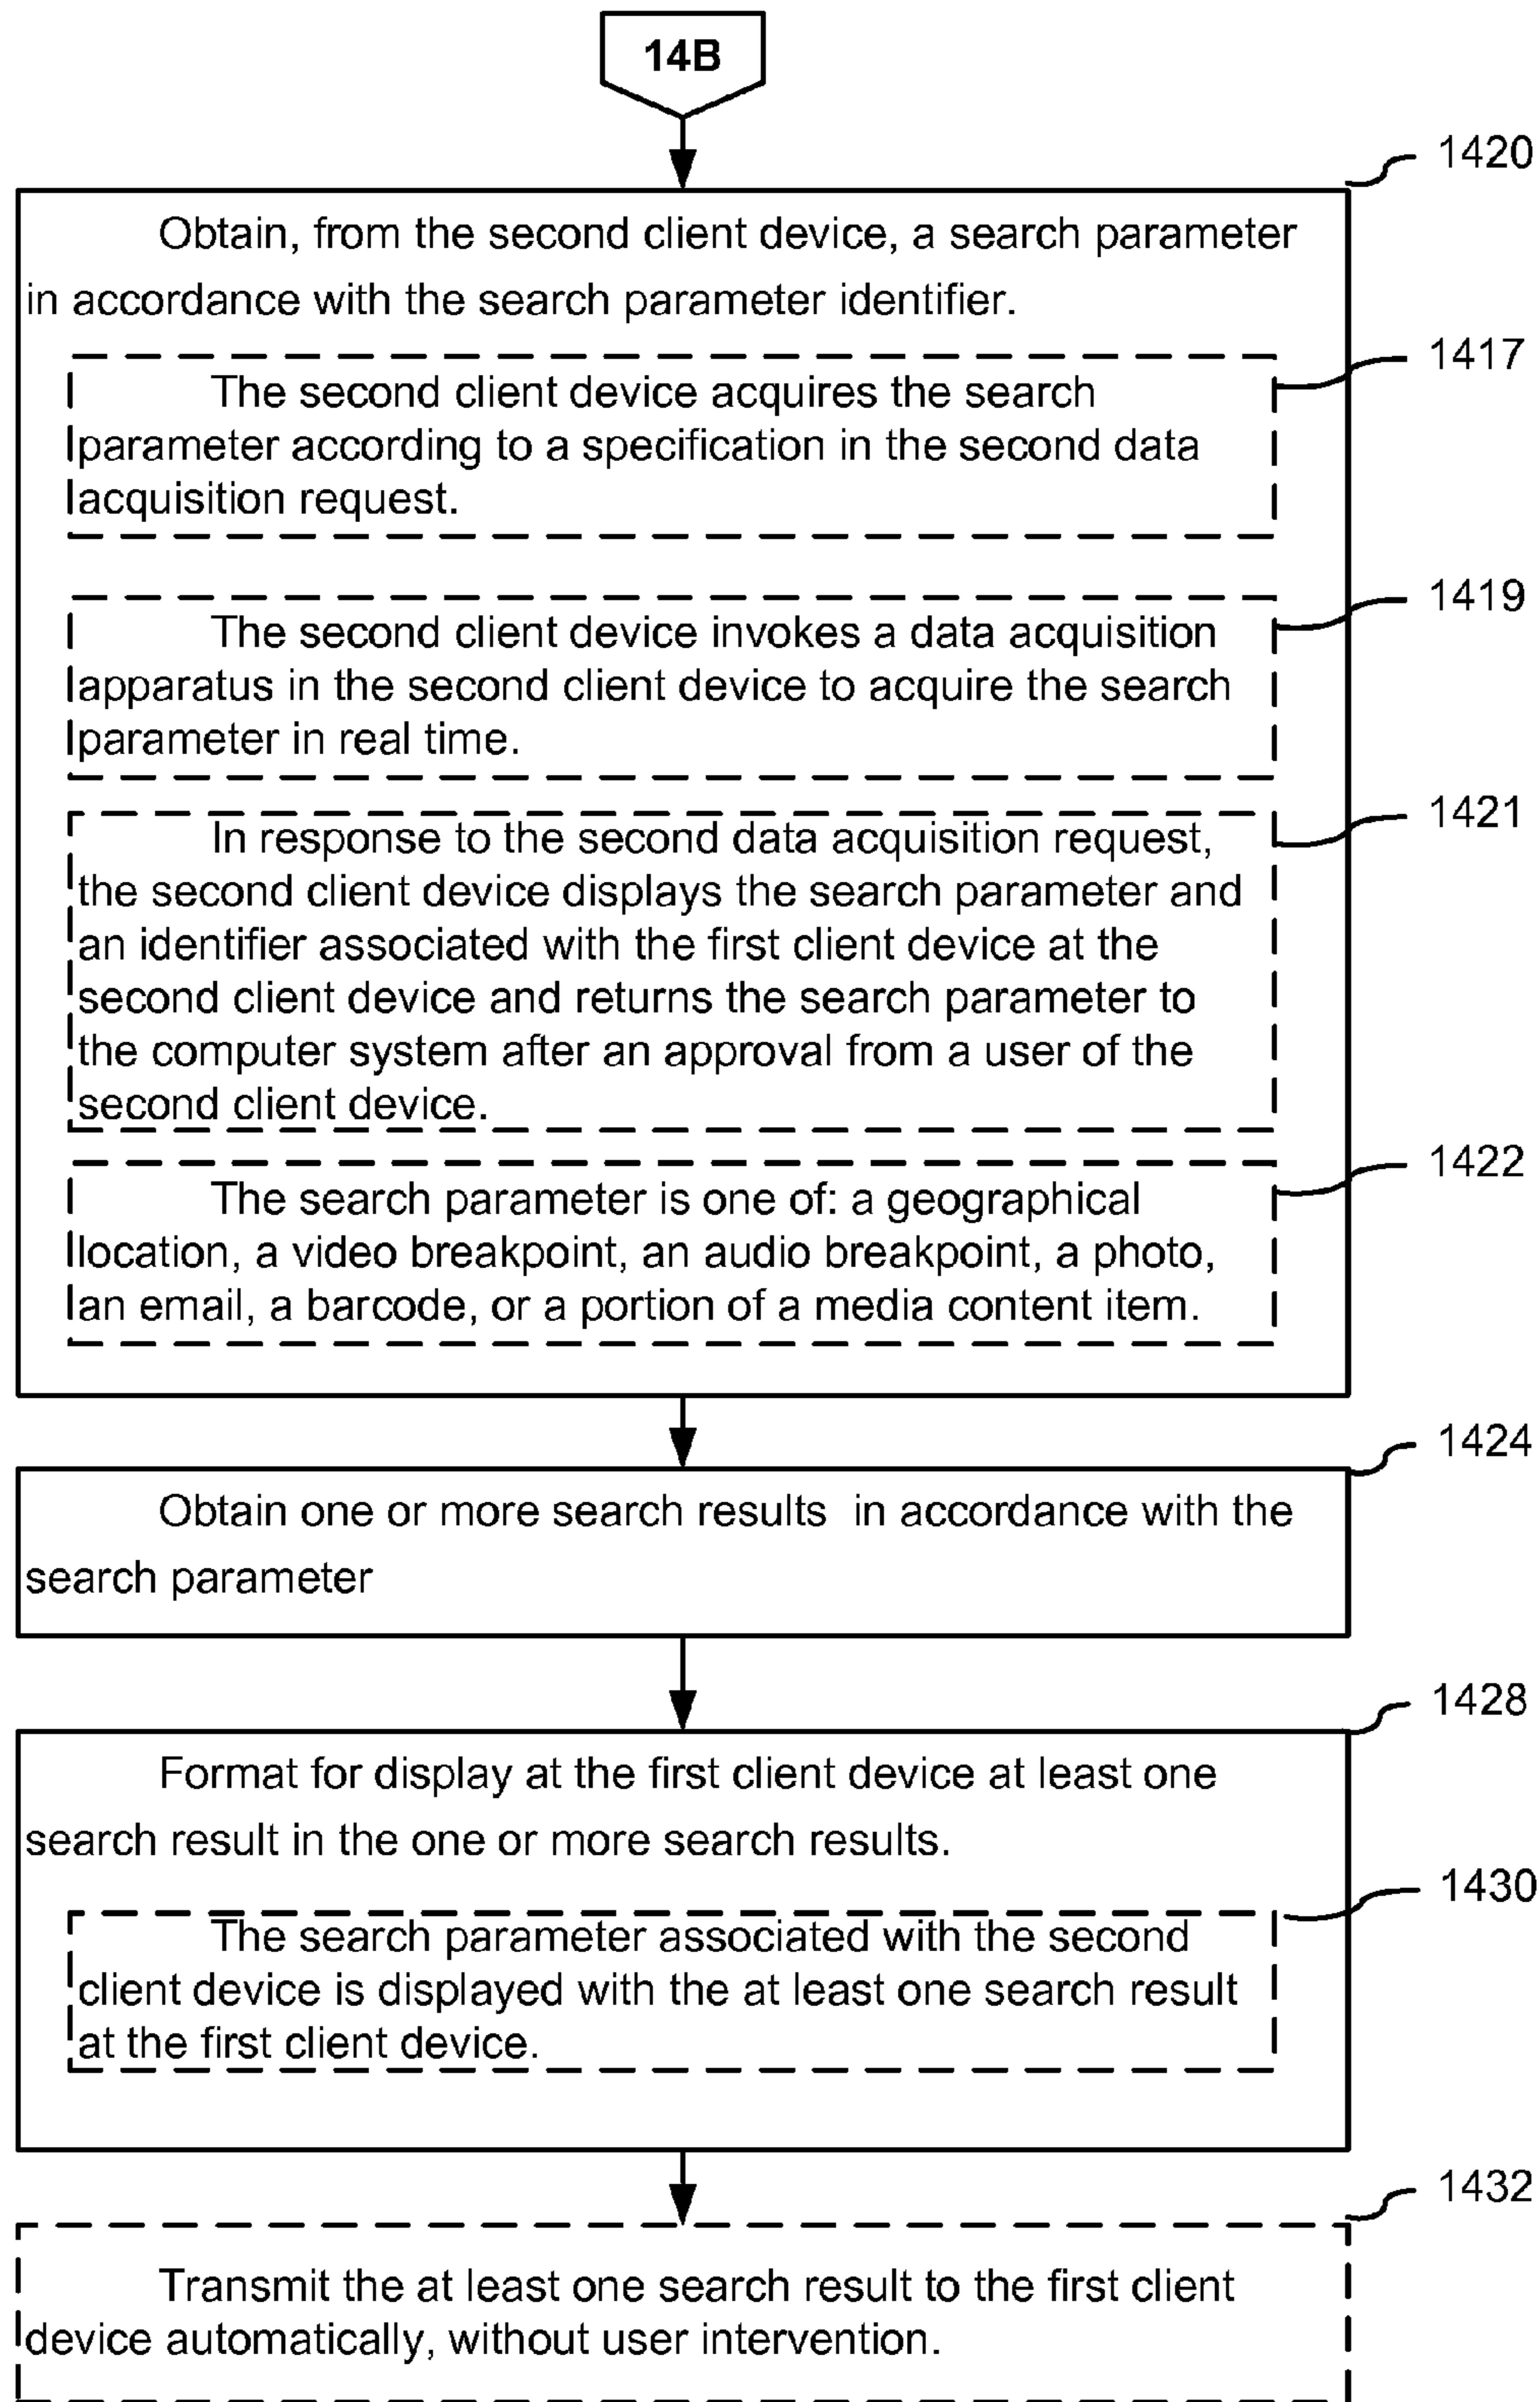 14B
1420
Obtain, from the second client device, a search parameter
in accordance with the search parameter identifier.
1417
The second client device acquires the search
parameter according to a specification in the second data
acquisition request.
1419
The second client device invokes a data acquisition
apparatus in the second client device to acquire the search
parameter in real time.
1421
In response to the second data acquisition request,
the second client device displays the search parameter and
an identifier associated with the first client device at the
second client device and returns the search parameter to
the computer system after an approval from a user of the
second client device.
1422
The search parameter is one of: a geographical
location, a video breakpoint, an audio breakpoint, a photo,
an email, a barcode, or a portion of a media content item.
1424
Obtain one or more search results in accordance with the
search parameter
1428
Format for display at the first client device at least one
search result in the one or more search results.
1430
The search parameter associated with the second
client device is displayed with the at least one search result
at the first client device.
1432
Transmit the at least one search result to the first client
device automatically, without user intervention.